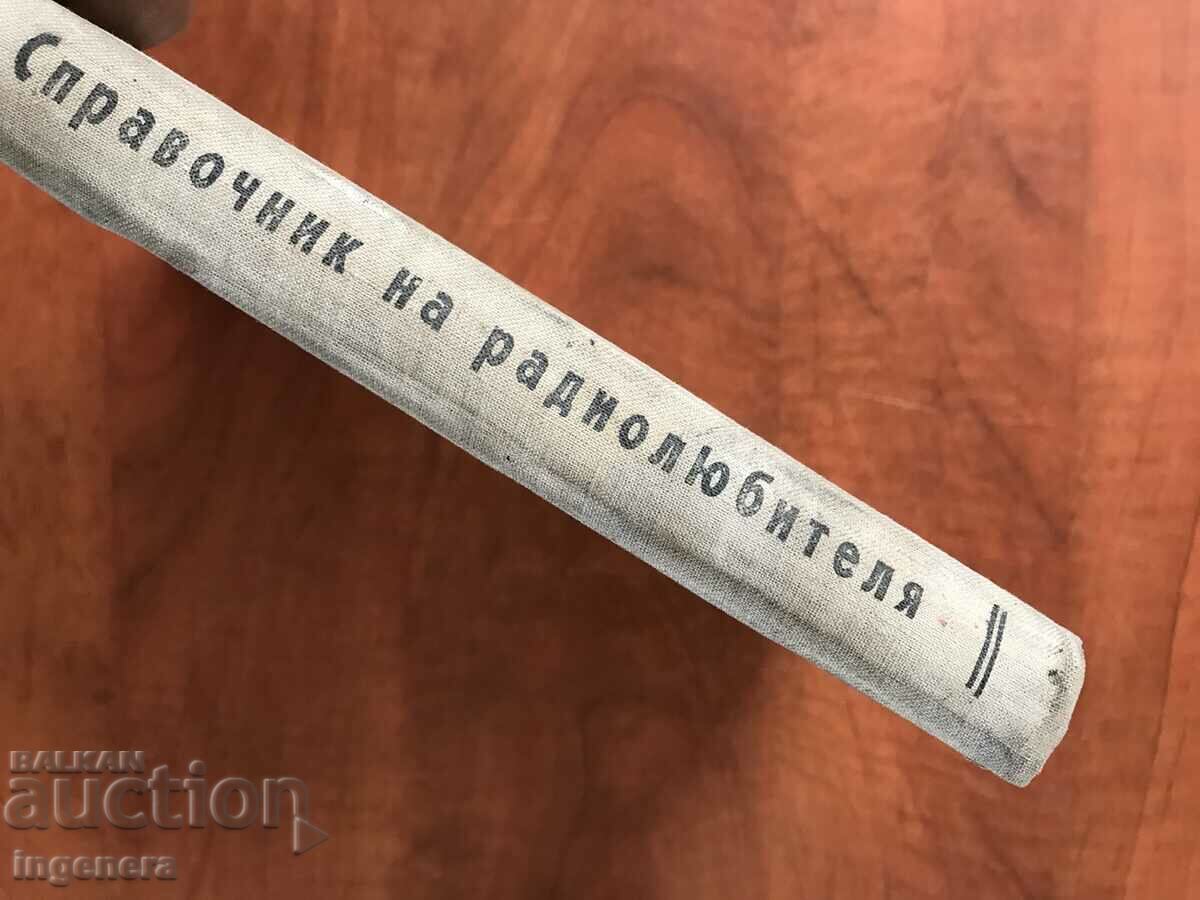 Справочник на радиолюбителя
BALKAN
auction
ingenera